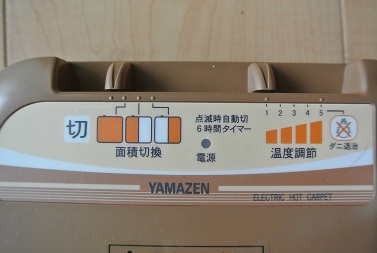 切
面積切換
点滅時自動切
6時間タイマー
電源
1 2 3 4 5
温度調節
ダニ退治
YAMAZEN
ELECTRIC HOT CARPET